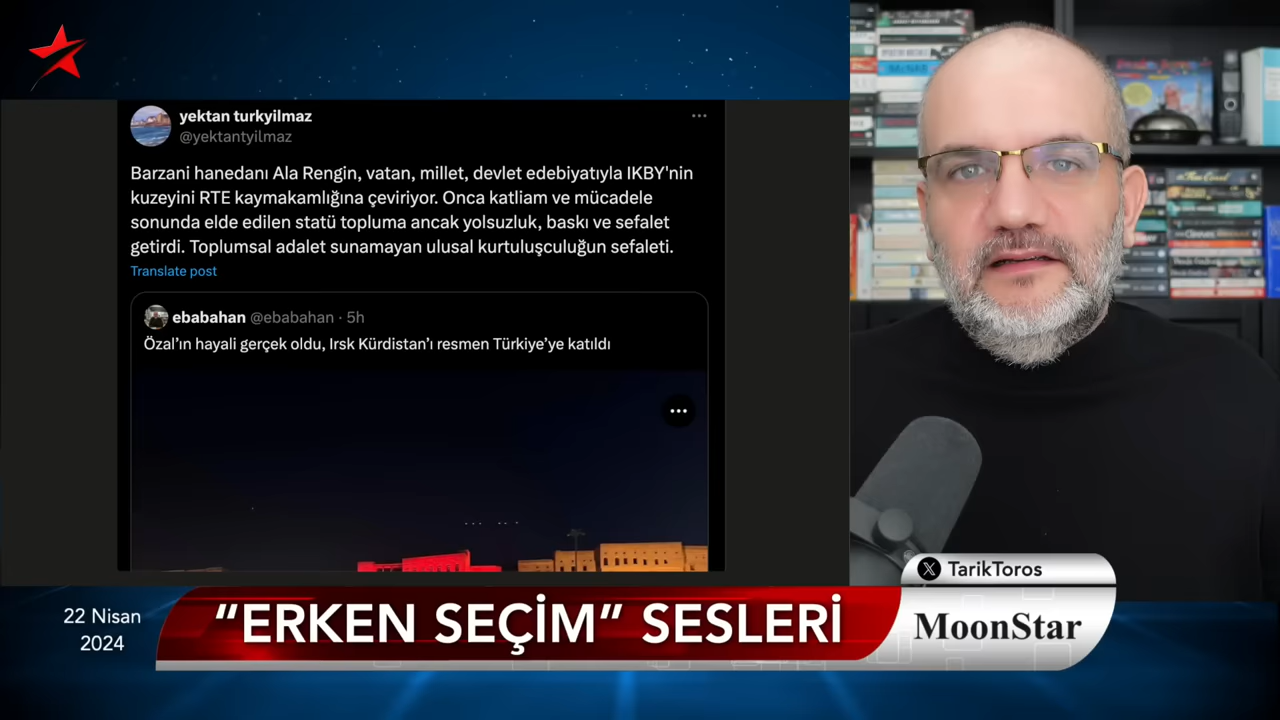 yektan turkyilmaz
@yektantyilmaz
Barzani hanedanı Ala Rengin, vatan, millet, devlet edebiyatıyla IKBY'nin
kuzeyini RTE kaymakamlığına çeviriyor. Onca katliam ve mücadele
sonunda elde edilen statü topluma ancak yolsuzluk, baskı ve sefalet
getirdi. Toplumsal adalet sunamayan ulusal kurtuluşçuluğun sefaleti.
Translate post
ebabahan @ebabahan · 5h
Özal’ın hayali gerçek oldu, Irsk Kürdistan’ı resmen Türkiye’ye katıldı
TarikToros
22 Nisan
2024
“ERKEN SEÇİM” SESLERİ
MoonStar